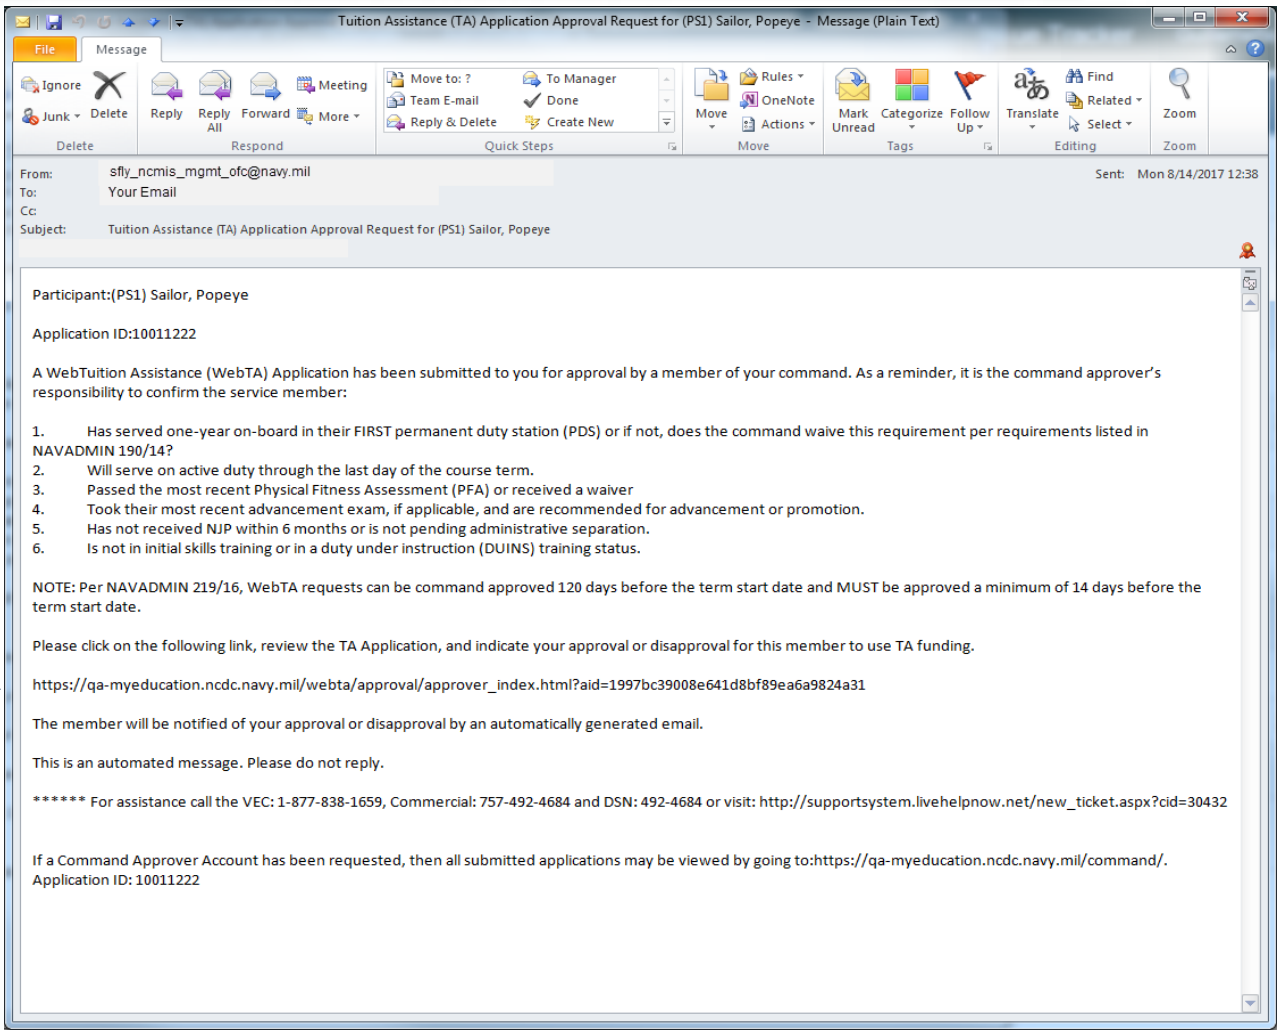 Tuition Assistance (TA) Application Approval Request for (PS1) Sailor, Popeye - Message (Plain Text)
File Message
Ignore
Junk
Delete
Reply
Reply All
Forward
Meeting
More
Move to: ?
Team E-mail
Reply & Delete
To Manager
Done
Create New
Move
Rules
OneNote
Actions
Mark Unread
Categorize
Follow Up
Translate
Find
Related
Select
Zoom
Delete Respond Quick Steps Move Tags Editing Zoom
From: sfly_ncmis_mgmt_ofc@navy.mil Sent: Mon 8/14/2017 12:38
To: Your Email
Cc:
Subject: Tuition Assistance (TA) Application Approval Request for (PS1) Sailor, Popeye
Participant:(PS1) Sailor, Popeye
Application ID:10011222
A WebTuition Assistance (WebTA) Application has been submitted to you for approval by a member of your command. As a reminder, it is the command approver's
responsibility to confirm the service member:
1. Has served one-year on-board in their FIRST permanent duty station (PDS) or if not, does the command waive this requirement per requirements listed in
NAVADMIN 190/14?
2. Will serve on active duty through the last day of the course term.
3. Passed the most recent Physical Fitness Assessment (PFA) or received a waiver
4. Took their most recent advancement exam, if applicable, and are recommended for advancement or promotion.
5. Has not received NJP within 6 months or is not pending administrative separation.
6. Is not in initial skills training or in a duty under instruction (DUINS) training status.
NOTE: Per NAVADMIN 219/16, WebTA requests can be command approved 120 days before the term start date and MUST be approved a minimum of 14 days before the
term start date.
Please click on the following link, review the TA Application, and indicate your approval or disapproval for this member to use TA funding.
https://qa-myeducation.ncdc.navy.mil/webta/approval/approver_index.html?aid=1997bc39008e641d8bf89ea6a9824a31
The member will be notified of your approval or disapproval by an automatically generated email.
This is an automated message. Please do not reply.
****** For assistance call the VEC: 1-877-838-1659, Commercial: 757-492-4684 and DSN: 492-4684 or visit: http://supportsystem.livehelpnow.net/new_ticket.aspx?cid=30432
If a Command Approver Account has been requested, then all submitted applications may be viewed by going to:https://qa-myeducation.ncdc.navy.mil/command/.
Application ID: 10011222